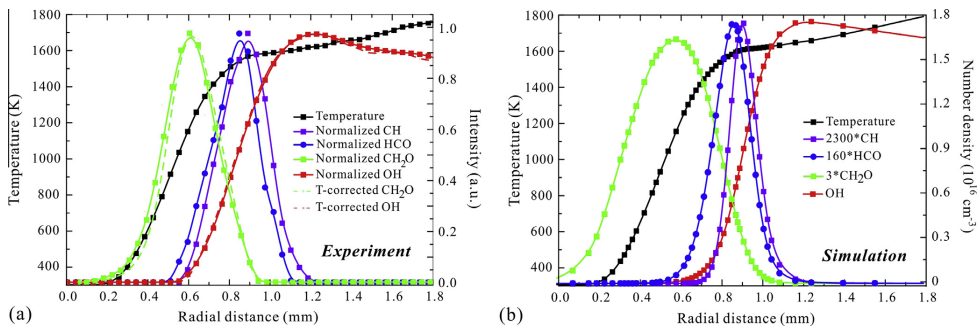 1800
1600
1400
1200
1000
800
600
400
Temperature (K)
1.0
0.8
0.6
0.4
0.2
0.0
Intensity (a.u.)
Temperature
Normalized CH
Normalized HCO
Normalized CH₂O
Normalized OH
T-corrected CH₂O
T-corrected OH
Experiment
0.0 0.2 0.4 0.6 0.8 1.0 1.2 1.4 1.6 1.8
Radial distance (mm)
(a)
1800
1600
1400
1200
1000
800
600
400
Temperature (K)
1.8
1.5
1.2
0.9
0.6
0.3
0
Number density (10¹⁶ cm⁻³)
Temperature
2300*CH
160*HCO
3*CH₂O
OH
Simulation
0.0 0.2 0.4 0.6 0.8 1.0 1.2 1.4 1.6 1.8
Radial distance (mm)
(b)